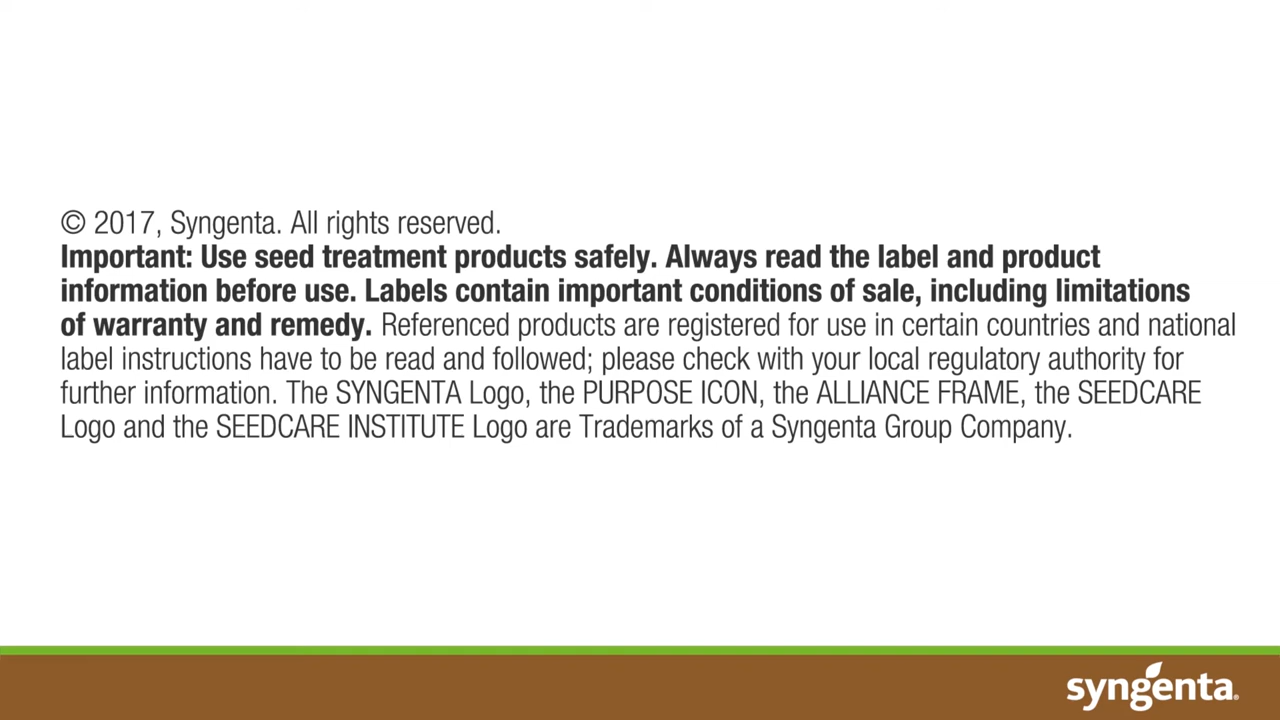 © 2017, Syngenta. All rights reserved.
Important: Use seed treatment products safely. Always read the label and product
information before use. Labels contain important conditions of sale, including limitations
of warranty and remedy. Referenced products are registered for use in certain countries and national
label instructions have to be read and followed; please check with your local regulatory authority for
further information. The SYNGENTA Logo, the PURPOSE ICON, the ALLIANCE FRAME, the SEEDCARE
Logo and the SEEDCARE INSTITUTE Logo are Trademarks of a Syngenta Group Company.
syngenta®